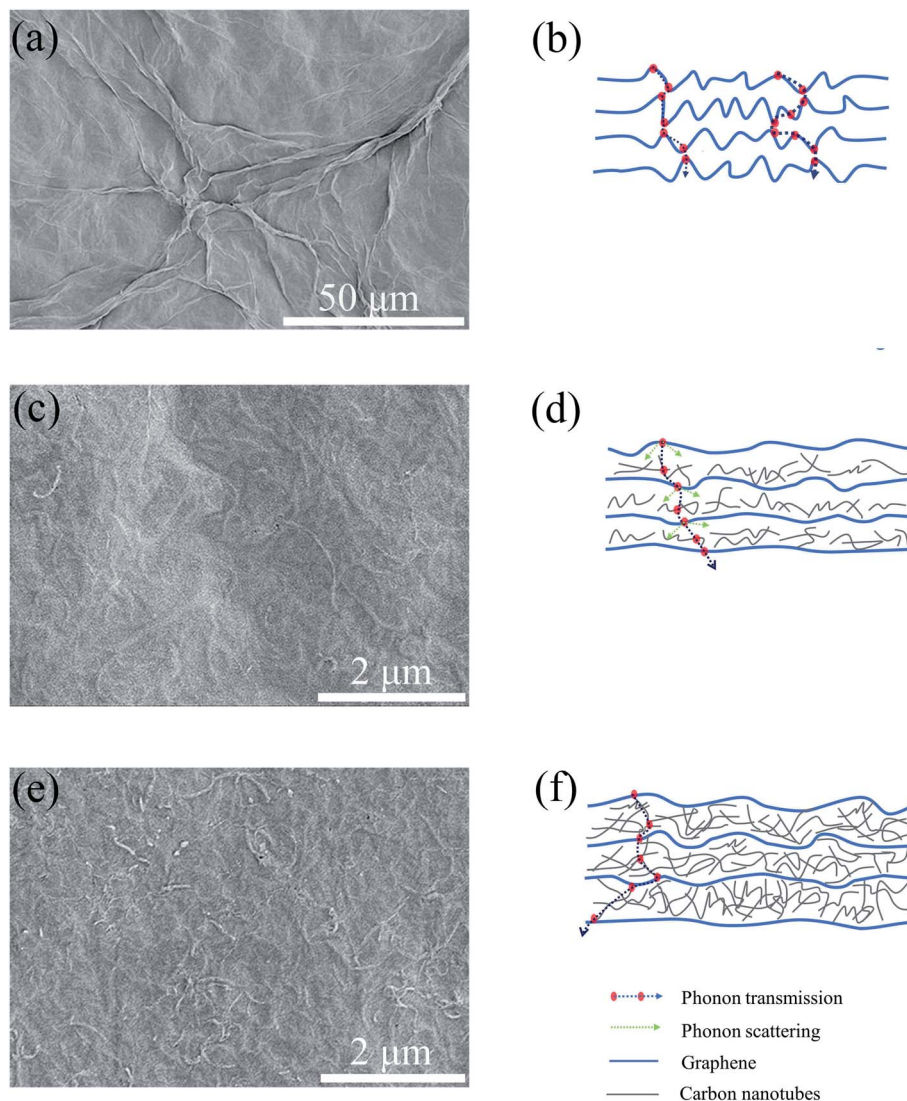 (a)
(b)
50 μm
(c)
(d)
2 μm
(e)
(f)
2 μm
Phonon transmission
Phonon scattering
Graphene
Carbon nanotubes